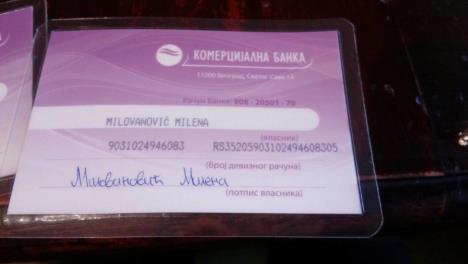 КОМЕРЦИЈАЛНА БАНКА
11000 Београд, Светог Саве 14
Рачун Банке: 908 - 20501 - 70
MILOVANOVIĆ MILENA
(власник)
9031024946083 RS35205903102494608305
(број девизног рачуна)
Миловановић Милена
(потпис власника)